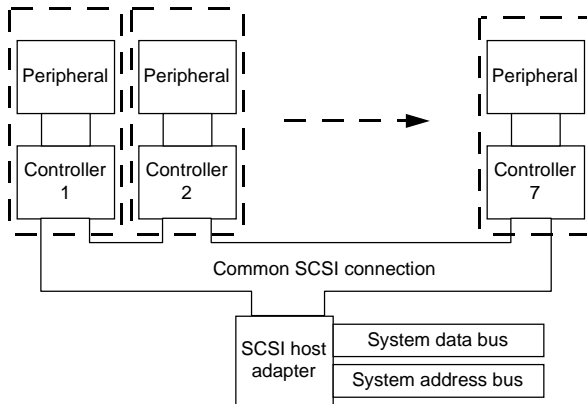 Peripheral
Peripheral
Peripheral
Controller
1
Controller
2
Controller
7
Common SCSI connection
SCSI host
adapter
System data bus
System address bus